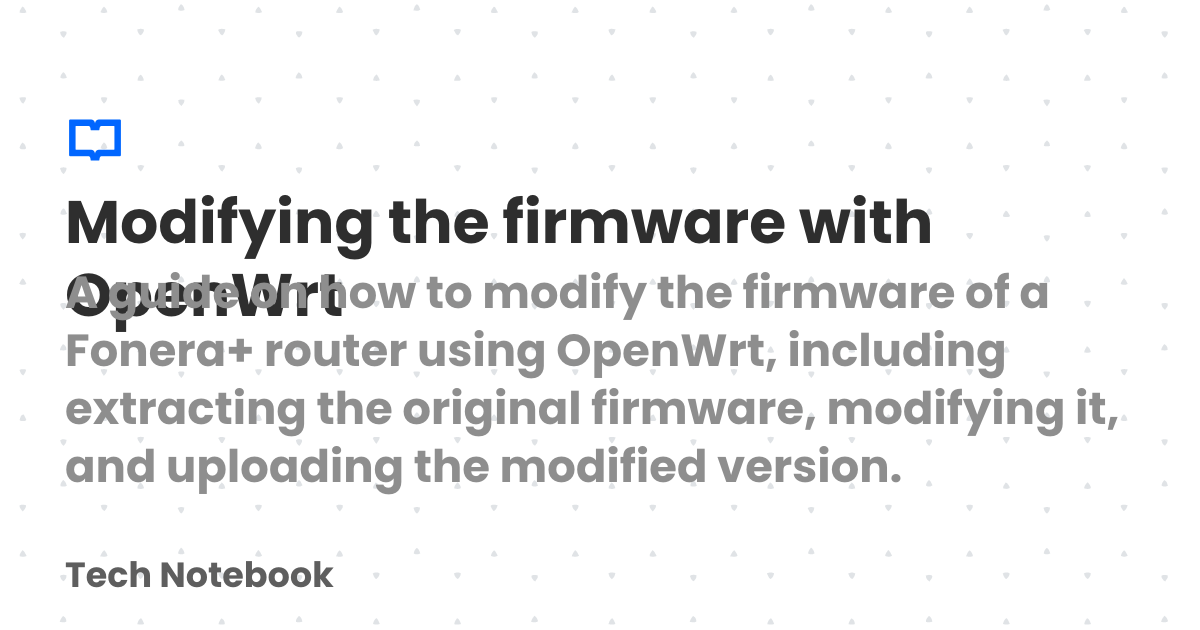 Modifying the firmware with
OpenWrt
A guide on how to modify the firmware of a
Fonera+ router using OpenWrt, including
extracting the original firmware, modifying it,
and uploading the modified version.
Tech Notebook